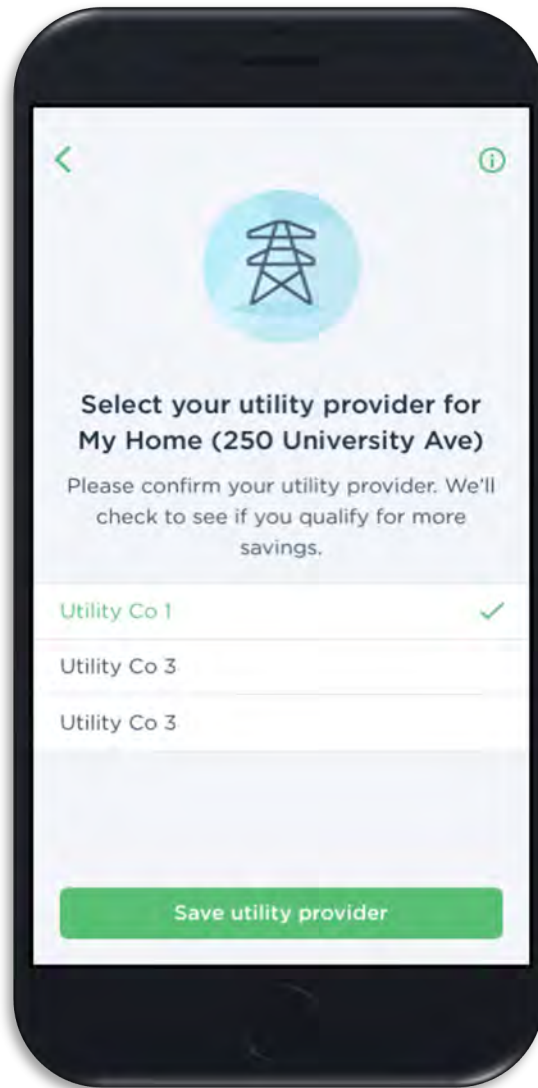 Select your utility provider for
My Home (250 University Ave)
Please confirm your utility provider. We'll
check to see if you qualify for more
savings.
Utility Co 1
Utility Co 3
Utility Co 3
Save utility provider